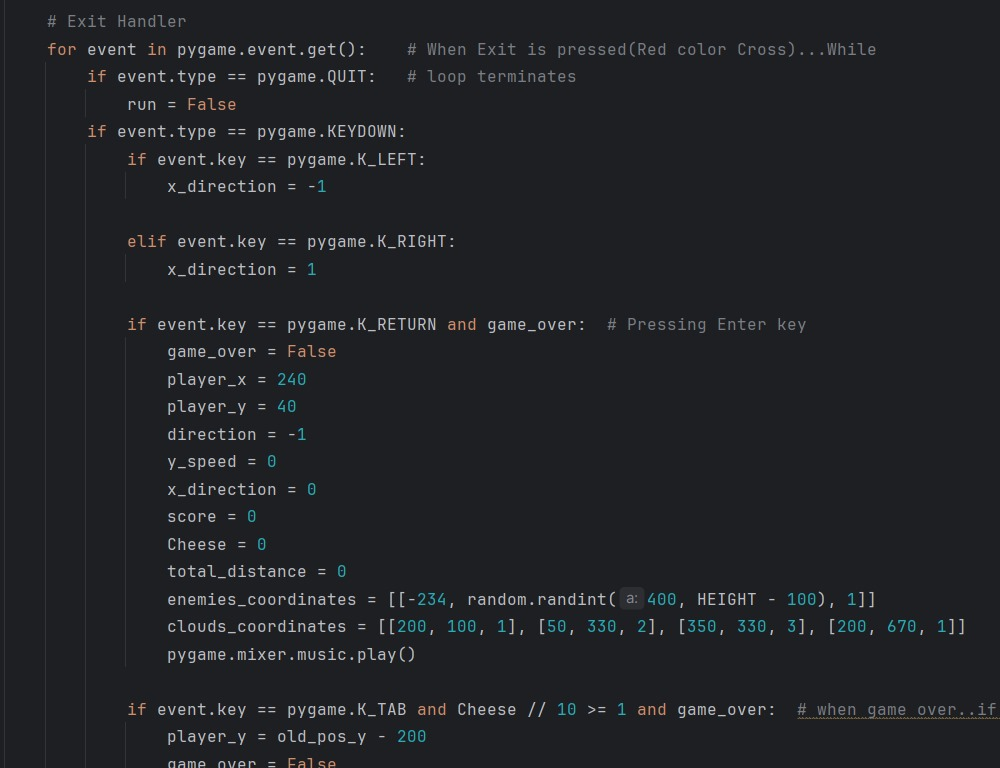 # Exit Handler
for event in pygame.event.get():    # When Exit is pressed(Red color Cross)...While
    if event.type == pygame.QUIT:   # loop terminates
        run = False
    if event.type == pygame.KEYDOWN:
        if event.key == pygame.K_LEFT:
            x_direction = -1
        elif event.key == pygame.K_RIGHT:
            x_direction = 1
        if event.key == pygame.K_RETURN and game_over:  # Pressing Enter key
            game_over = False
            player_x = 240
            player_y = 40
            direction = -1
            y_speed = 0
            x_direction = 0
            score = 0
            Cheese = 0
            total_distance = 0
            enemies_coordinates = [[-234, random.randint( a: 400, HEIGHT - 100), 1]]
            clouds_coordinates = [[200, 100, 1], [50, 330, 2], [350, 330, 3], [200, 670, 1]]
            pygame.mixer.music.play()
        if event.key == pygame.K_TAB and Cheese // 10 >= 1 and game_over:  # when game over..if
            player_y = old_pos_y - 200
            game_over = False